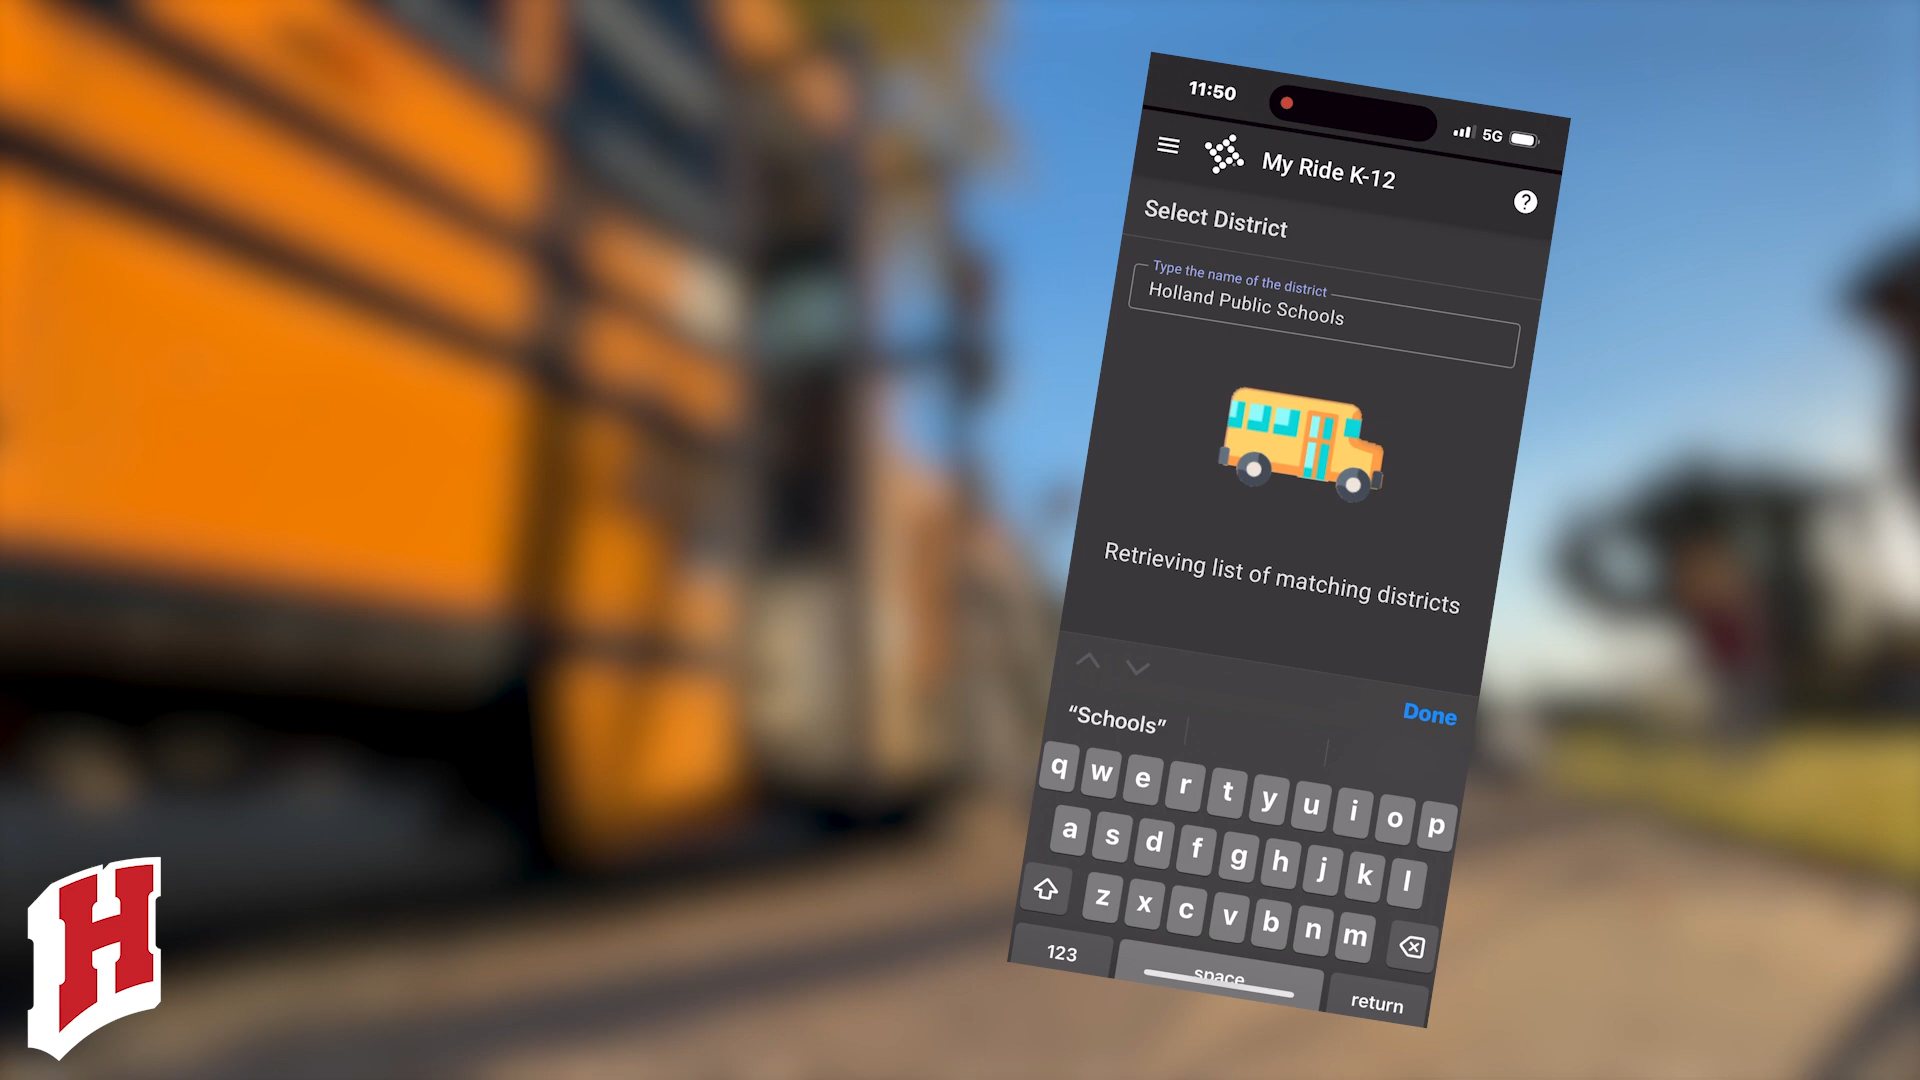 11:50
5G
My Ride K-12
?
Select District
Type the name of the district
Holland Public Schools
Retrieving list of matching districts
Done
“Schools”
q w e r t y u i o p
a s d f g h j k l
z x c v b n m
123 space return
H